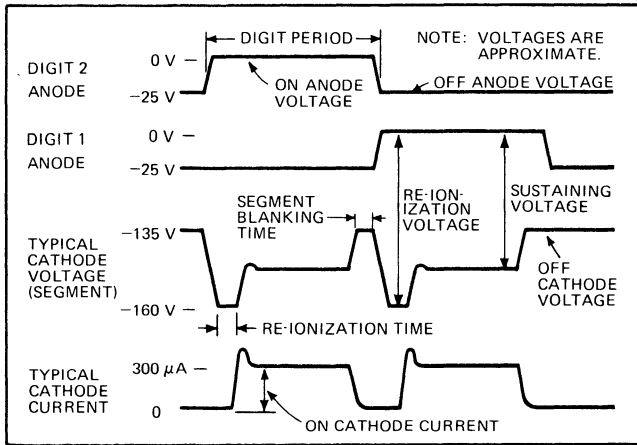 DIGIT PERIOD
NOTE: VOLTAGES ARE
APPROXIMATE.
DIGIT 2
ANODE
0 V
−25 V
ON ANODE
VOLTAGE
OFF ANODE VOLTAGE
DIGIT 1
ANODE
0 V
−25 V
SEGMENT
BLANKING
TIME
RE-ION-
IZATION
VOLTAGE
SUSTAINING
VOLTAGE
TYPICAL
CATHODE
VOLTAGE
(SEGMENT)
−135 V
−160 V
OFF
CATHODE
VOLTAGE
RE-IONIZATION TIME
TYPICAL
CATHODE
CURRENT
300 µA
0
ON CATHODE CURRENT